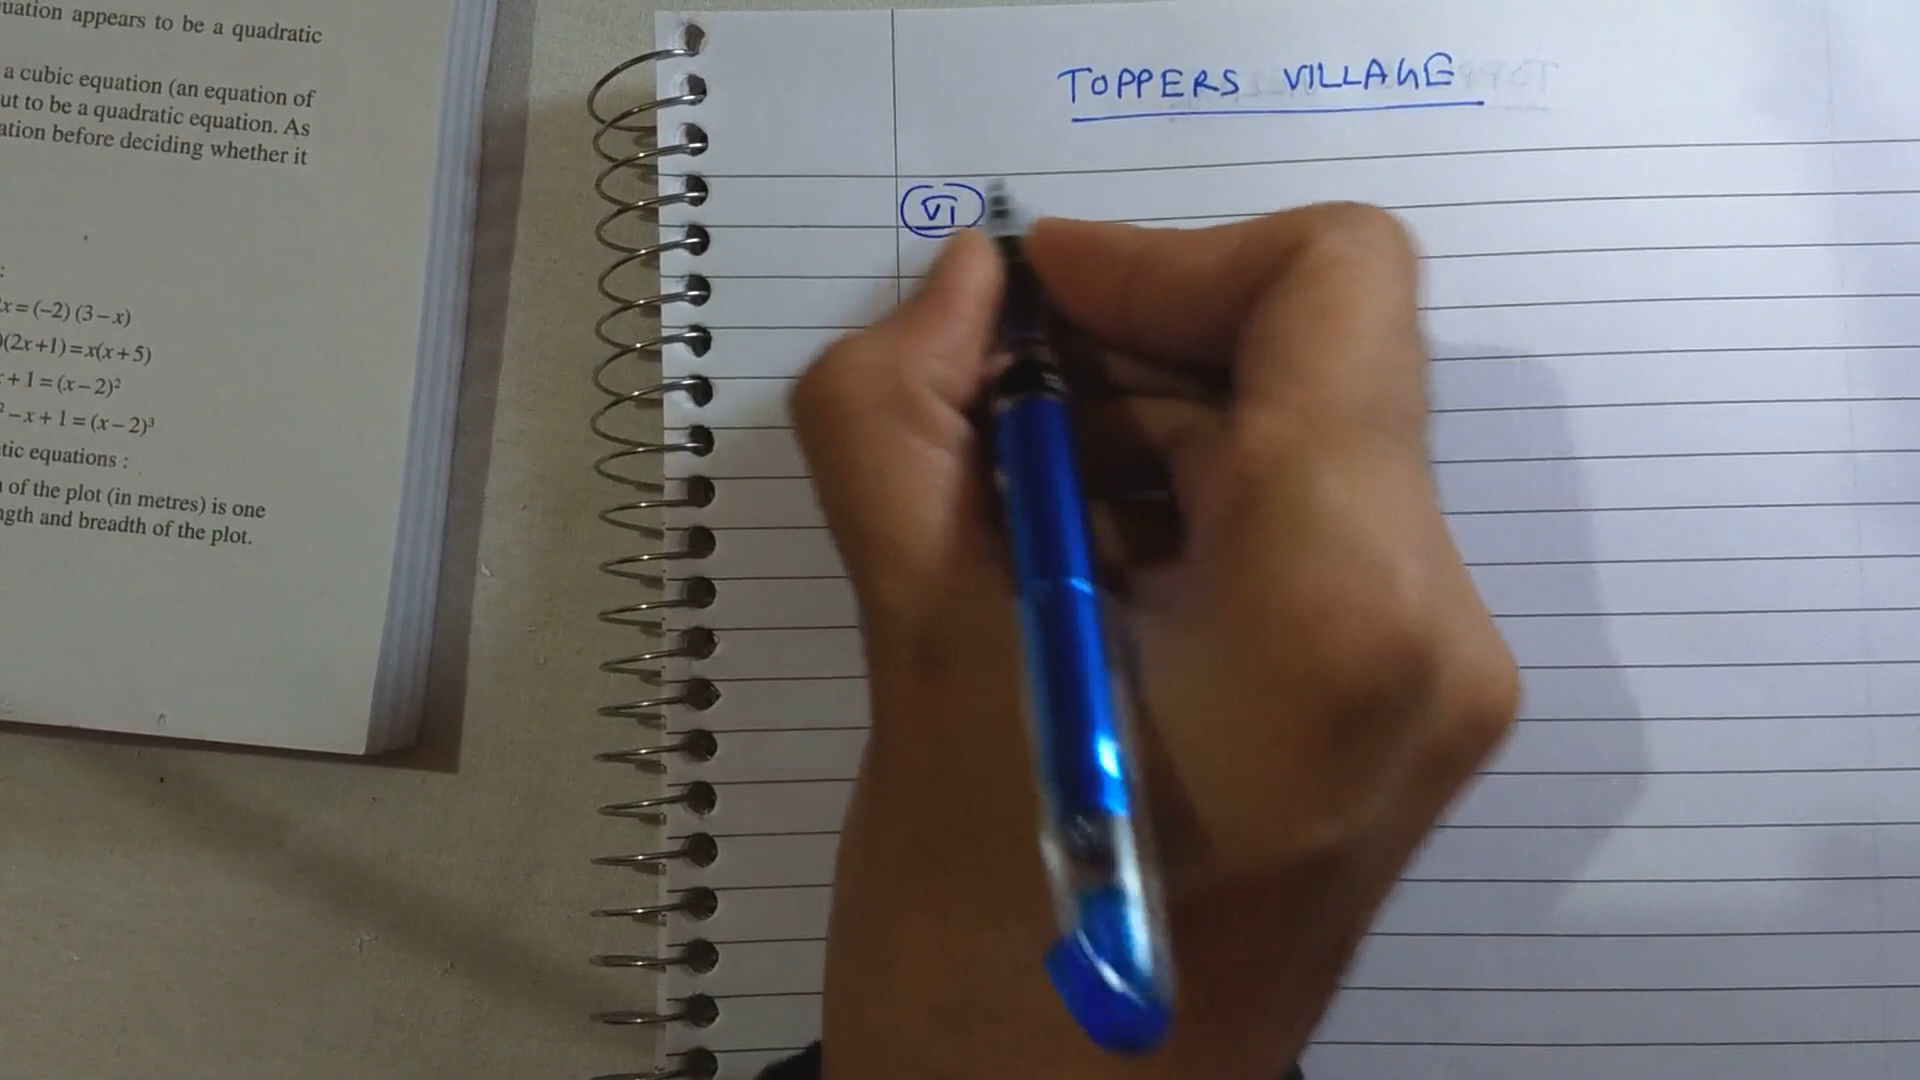 uation appears to be a quadratic
a cubic equation (an equation of
ut to be a quadratic equation. As
ation before deciding whether it
:
x = (–2) (3 – x)
)(2x+1) = x(x+5)
+ 1 = (x – 2)²
² – x + 1 = (x – 2)³
tic equations :
of the plot (in metres) is one
ngth and breadth of the plot.
TOPPERS VILLAGE
VI